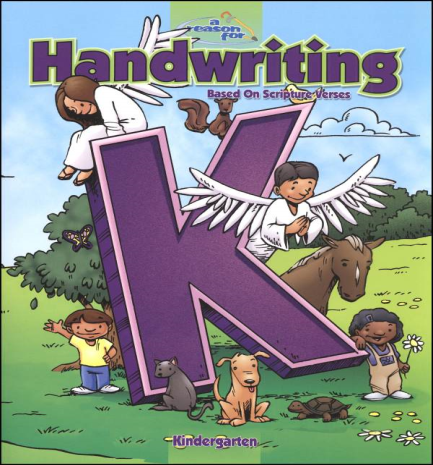 a
reason
for
Handwriting
Based On Scripture Verses
K
Kindergarten